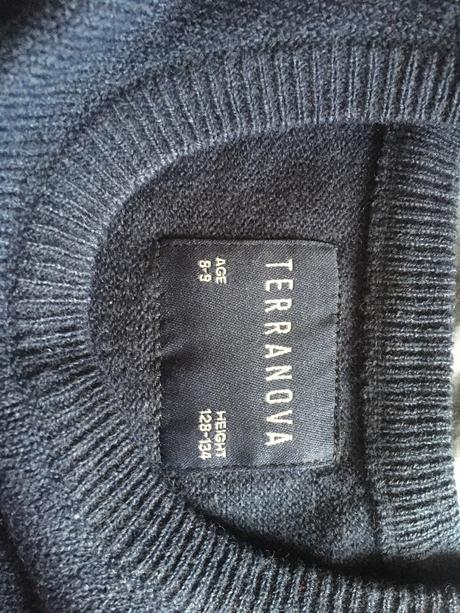 TERRANOVA
AGE HEIGHT
8-9 128-134